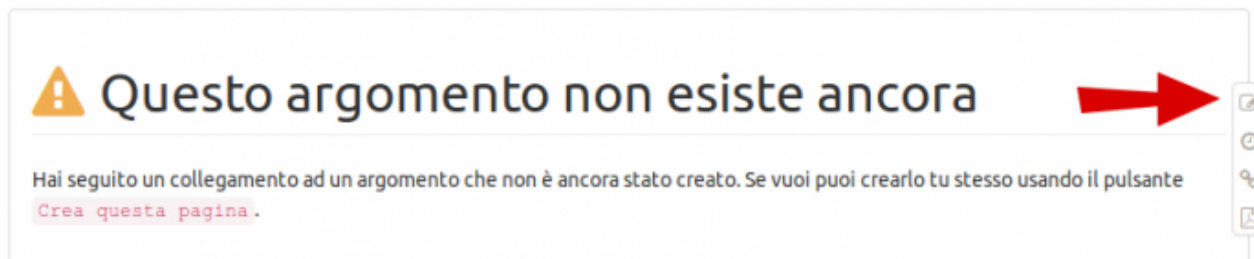 Questo argomento non esiste ancora
Hai seguito un collegamento ad un argomento che non è ancora stato creato. Se vuoi puoi crearlo tu stesso usando il pulsante
Crea questa pagina.